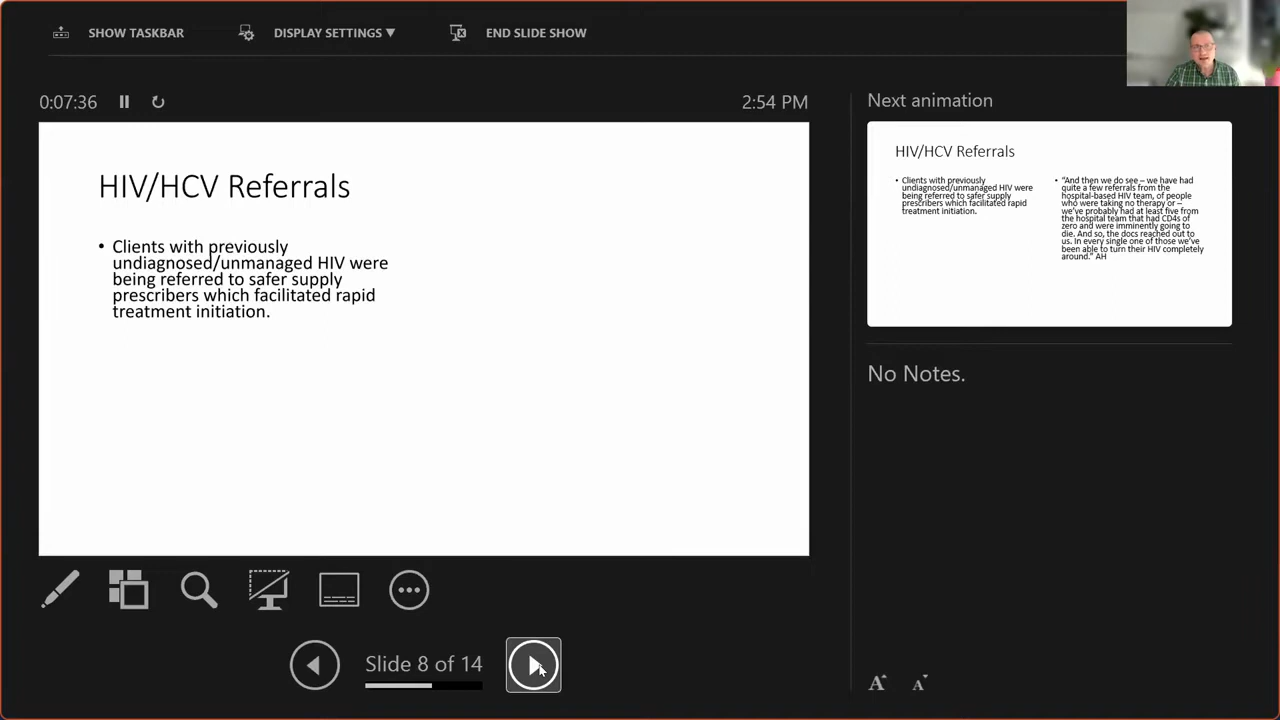 SHOW TASKBAR
DISPLAY SETTINGS ▼
END SLIDE SHOW
0:07:36
2:54 PM
HIV/HCV Referrals
• Clients with previously
undiagnosed/unmanaged HIV were
being referred to safer supply
prescribers which facilitated rapid
treatment initiation.
Slide 8 of 14
Next animation
HIV/HCV Referrals
• Clients with previously
undiagnosed/unmanaged HIV were
being referred to safer supply
prescribers which facilitated rapid
treatment initiation.
• “And then we do see – we have had
quite a few referrals from the
hospital-based HIV team, of people
who were taking no therapy or –
we’ve probably had at least five from
the hospital team that had CD4s of
zero and were imminently going to
die. And so, the docs reached out to
us. In every single one of those we’ve
been able to turn their HIV completely
around.” AH
No Notes.
A A